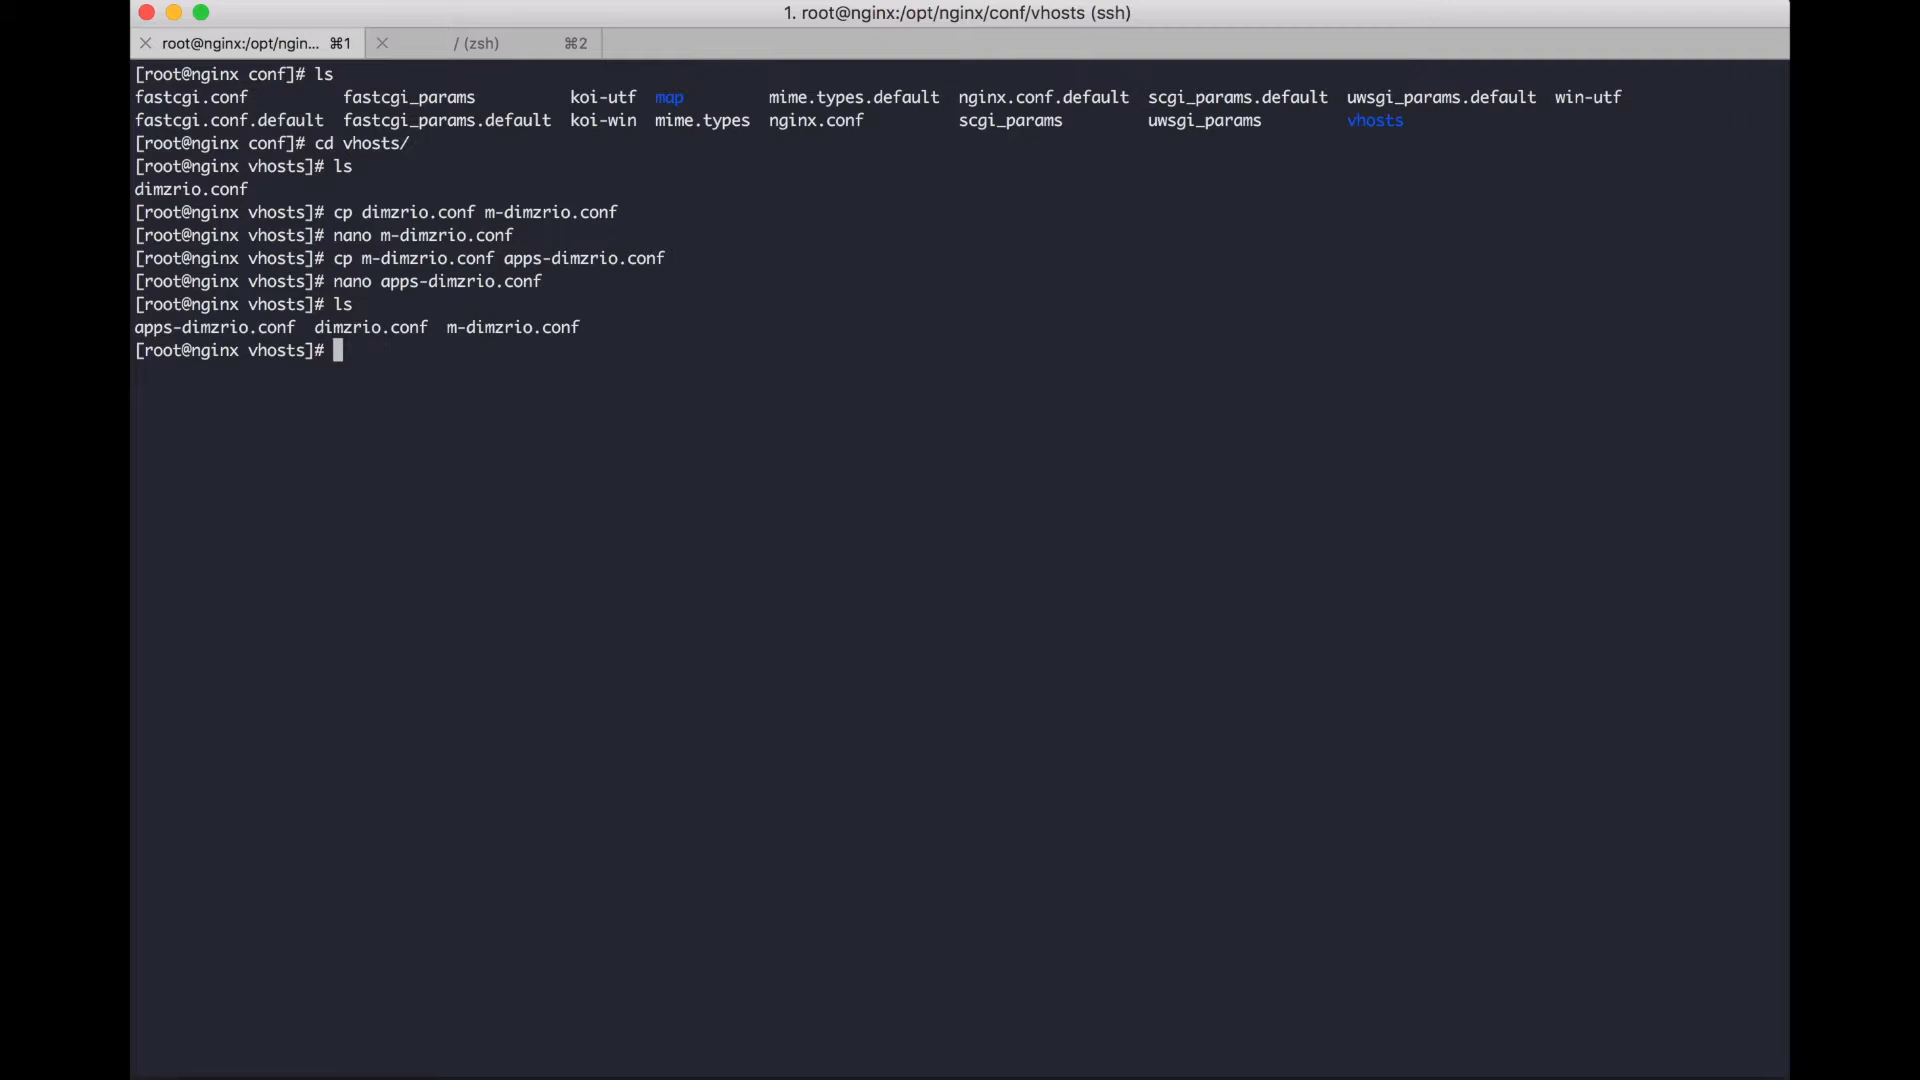 1. root@nginx:/opt/nginx/conf/vhosts (ssh)
root@nginx:/opt/ngin... ⌘1 / (zsh) ⌘2
[root@nginx conf]# ls
fastcgi.conf fastcgi_params koi-utf map mime.types.default nginx.conf.default scgi_params.default uwsgi_params.default win-utf
fastcgi.conf.default fastcgi_params.default koi-win mime.types nginx.conf scgi_params uwsgi_params vhosts
[root@nginx conf]# cd vhosts/
[root@nginx vhosts]# ls
dimzrio.conf
[root@nginx vhosts]# cp dimzrio.conf m-dimzrio.conf
[root@nginx vhosts]# nano m-dimzrio.conf
[root@nginx vhosts]# cp m-dimzrio.conf apps-dimzrio.conf
[root@nginx vhosts]# nano apps-dimzrio.conf
[root@nginx vhosts]# ls
apps-dimzrio.conf dimzrio.conf m-dimzrio.conf
[root@nginx vhosts]#